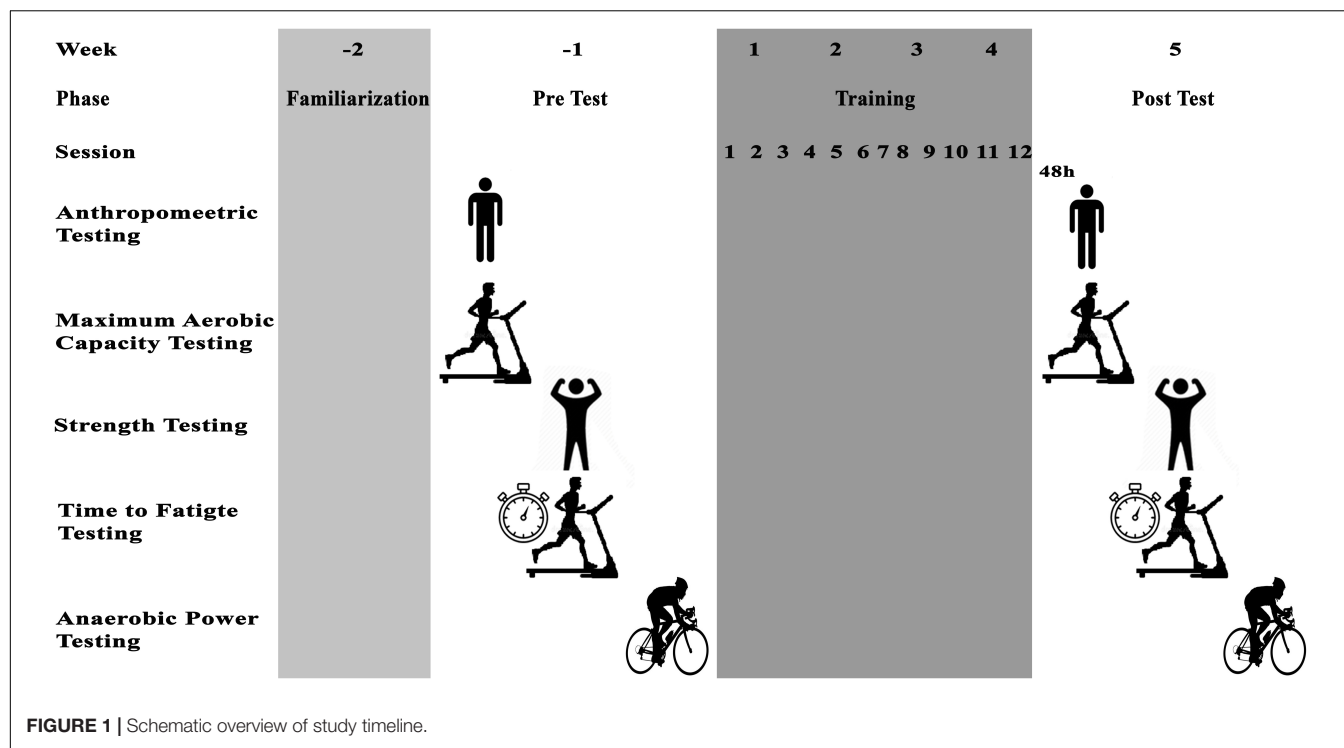 Week -2 -1 1 2 3 4 5
Phase Familiarization Pre Test Training Post Test
Session 1 2 3 4 5 6 7 8 9 10 11 12
48h
Anthropomeetric
Testing
Maximum Aerobic
Capacity Testing
Strength Testing
Time to Fatigte
Testing
Anaerobic Power
Testing
FIGURE 1 | Schematic overview of study timeline.